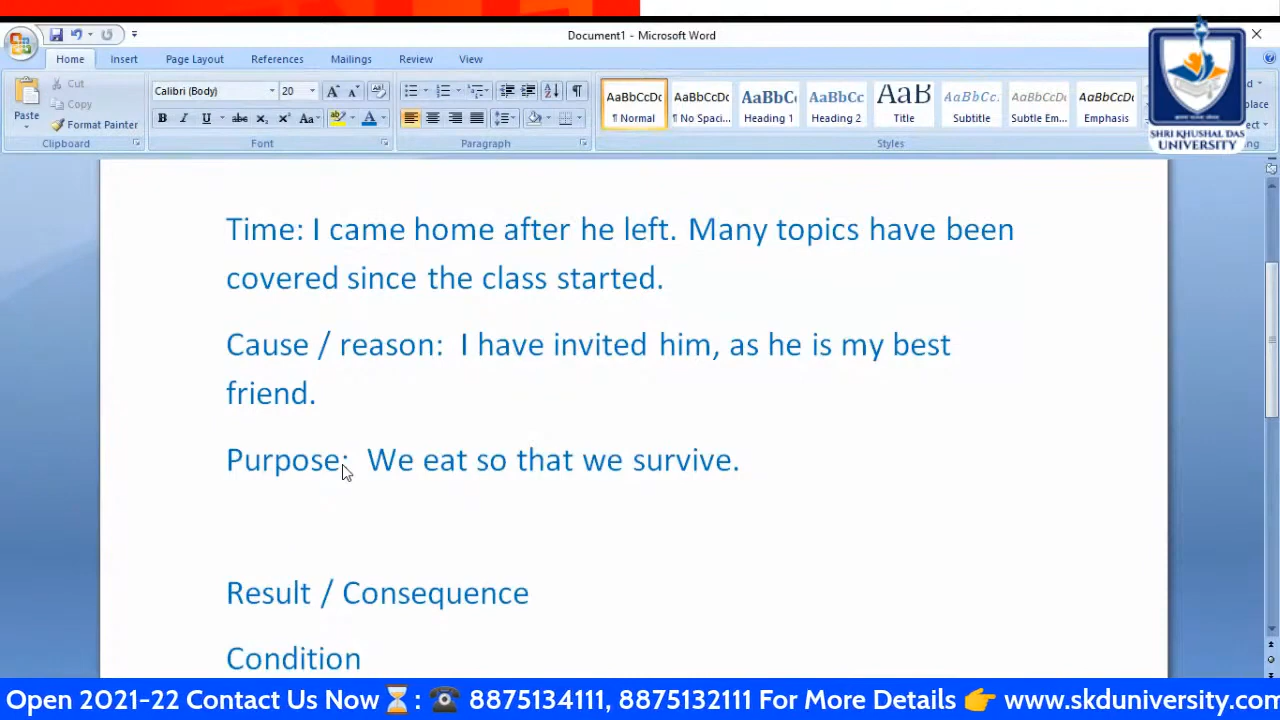 Document1 - Microsoft Word
Home Insert Page Layout References Mailings Review View
Cut
Copy
Paste
Format Painter
Clipboard
Calibri (Body) 20
Font
Paragraph
AaBbCcDc AaBbCcDc AaBbC AaBbCc AaB AaBbCc. AaBbCcDc AaBbCcDc
¶ Normal ¶ No Spaci... Heading 1 Heading 2 Title Subtitle Subtle Em... Emphasis
Styles
SHRI KHUSHAL DAS
UNIVERSITY
Time: I came home after he left. Many topics have been
covered since the class started.
Cause / reason: I have invited him, as he is my best
friend.
Purpose: We eat so that we survive.
Result / Consequence
Condition
Open 2021-22 Contact Us Now⏳: ☎ 8875134111, 8875132111 For More Details 👉 www.skduniversity.con